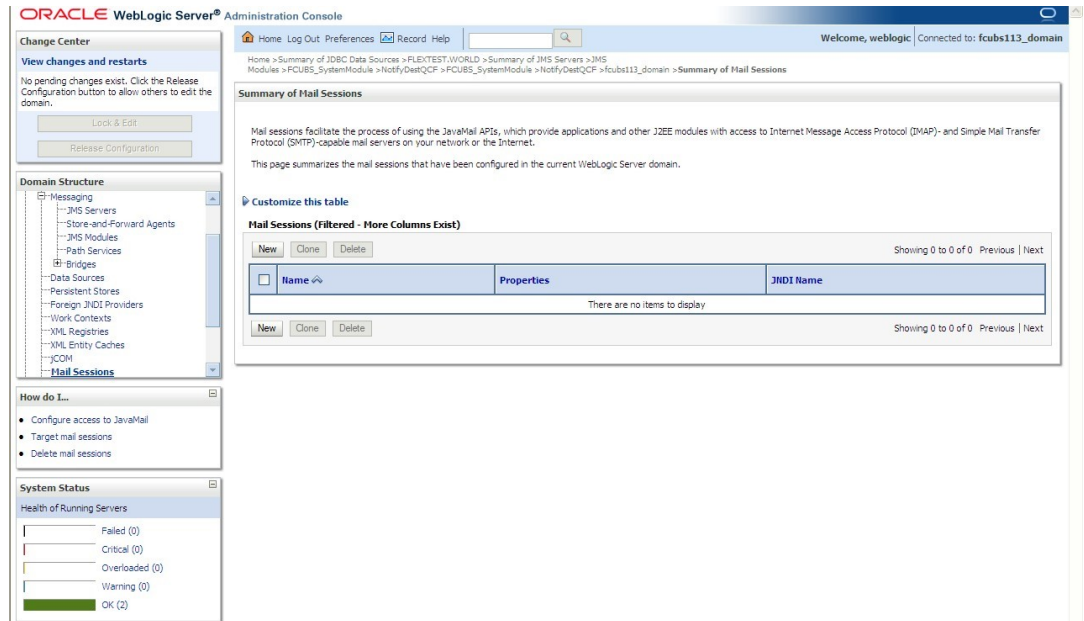 ORACLE WebLogic Server® Administration Console
Change Center
View changes and restarts
No pending changes exist. Click the Release
Configuration button to allow others to edit the
domain.
Lock & Edit
Release Configuration
Domain Structure
Messaging
JMS Servers
Store-and-Forward Agents
JMS Modules
Path Services
Bridges
Data Sources
Persistent Stores
Foreign JNDI Providers
Work Contexts
XML Registries
XML Entity Caches
jCOM
Mail Sessions
How do I...
Configure access to JavaMail
Target mail sessions
Delete mail sessions
System Status
Health of Running Servers
Failed (0)
Critical (0)
Overloaded (0)
Warning (0)
OK (2)
Home Log Out Preferences Record Help
Welcome, weblogic Connected to: fcubs113_domain
Home >Summary of JDBC Data Sources >FLEXTEST.WORLD >Summary of JMS Servers >JMS
Modules >FCUBS_SystemModule >NotifyDestQCF >FCUBS_SystemModule >NotifyDestQCF >fcubs113_domain >Summary of Mail Sessions
Summary of Mail Sessions
Mail sessions facilitate the process of using the JavaMail APIs, which provide applications and other J2EE modules with access to Internet Message Access Protocol (IMAP)- and Simple Mail Transfer
Protocol (SMTP)-capable mail servers on your network or the Internet.
This page summarizes the mail sessions that have been configured in the current WebLogic Server domain.
Customize this table
Mail Sessions (Filtered - More Columns Exist)
New Clone Delete Showing 0 to 0 of 0 Previous | Next
Name Properties JNDI Name
There are no items to display
New Clone Delete Showing 0 to 0 of 0 Previous | Next